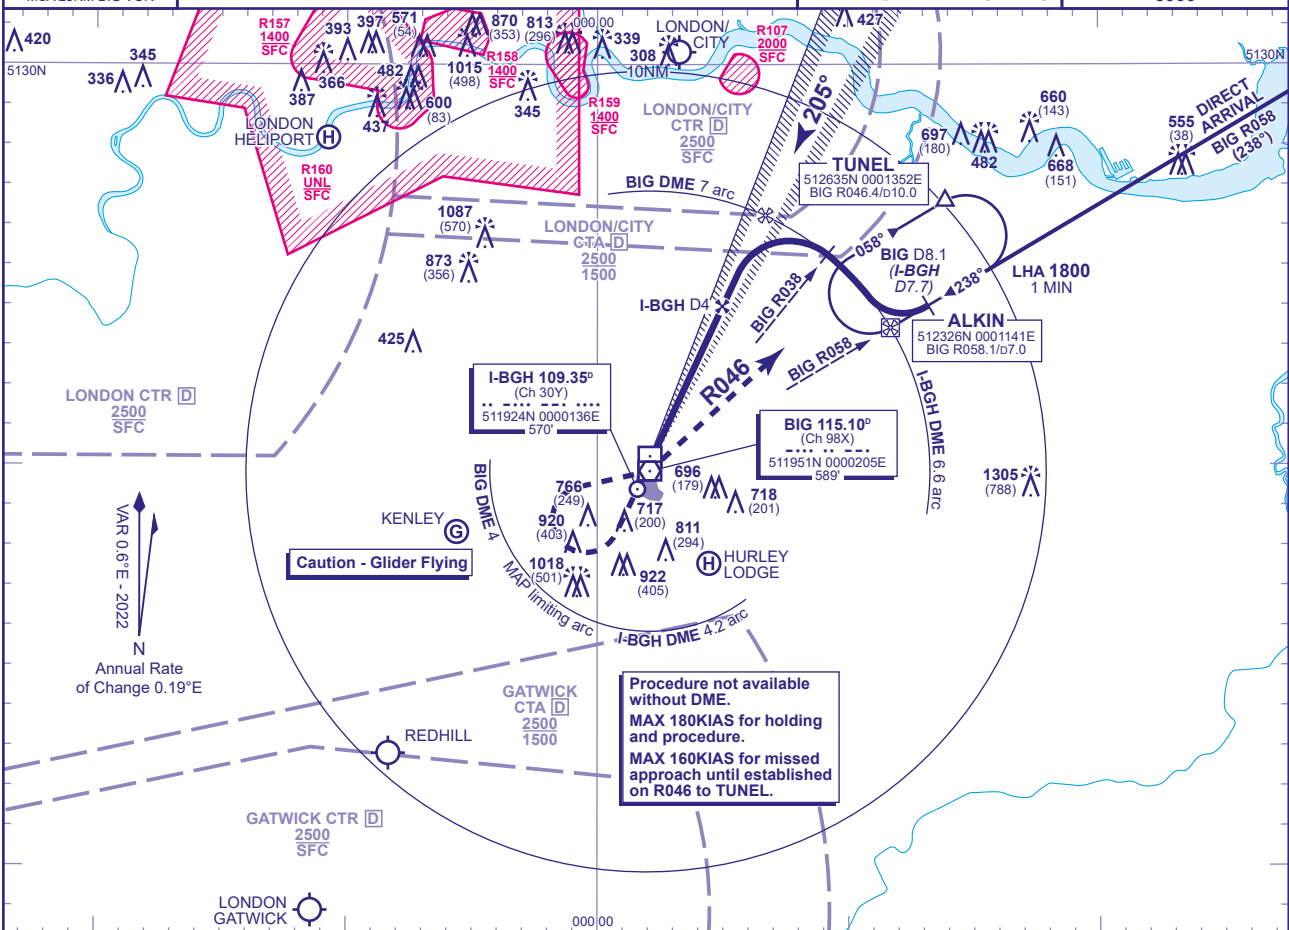 420
345
336
5130N
R157
1400
SFC
393
397
571
(54)
366
387
482
437
600
(83)
870
(353)
1015
(498)
813
(296)
000 00
339
R158
1400
SFC
345
R159
1400
SFC
308
LONDON/
CITY
10NM
R107
2000
SFC
427
5130N
LONDON
HELIPORT
H
R160
UNL
SFC
LONDON/CITY
CTR D
2500
SFC
205°
697
(180)
482
660
(143)
668
(151)
555
(38)
DIRECT
ARRIVAL
BIG R058
(238°)
TUNEL
512635N 0001352E
BIG R046.4/D10.0
BIG DME 7 arc
1087
(570)
873
(356)
LONDON/CITY
CTA D
2500
1500
058°
BIG D8.1
(I-BGH
D7.7)
238°
LHA 1800
1 MIN
I-BGH D4
BIG R038
ALKIN
512326N 0001141E
BIG R058.1/D7.0
425
BIG R058
R046
LONDON CTR D
2500
SFC
I-BGH 109.35D
(Ch 30Y)
511924N 0000136E
570'
I-BGH DME 6.6 arc
BIG 115.10D
(Ch 98X)
511951N 0000205E
589'
BIG DME 4
766
(249)
696
(179)
718
(201)
717
(200)
1305
(788)
920
(403)
811
(294)
KENLEY
G
Caution - Glider Flying
1018
(501)
922
(405)
H
HURLEY
LODGE
MAP limiting arc
I-BGH DME 4.2 arc
VAR 0.6°E - 2022
N
Annual Rate
of Change 0.19°E
GATWICK
CTA D
2500
1500
Procedure not available
without DME.
MAX 180KIAS for holding
and procedure.
MAX 160KIAS for missed
approach until established
on R046 to TUNEL.
REDHILL
GATWICK CTR D
2500
SFC
LONDON
GATWICK
000 00